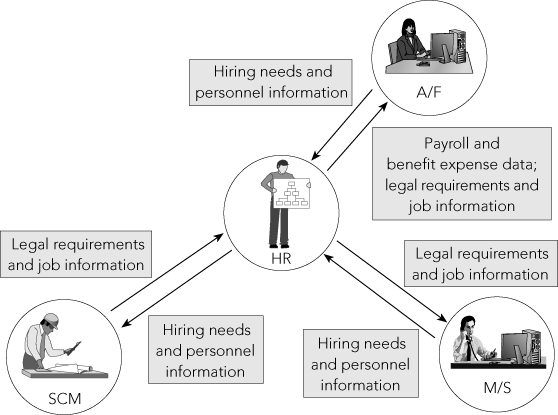 Hiring needs and
personnel information
A/F
Payroll and
benefit expense data;
legal requirements and
job information
HR
Legal requirements
and job information
Legal requirements
and job information
Hiring needs
and personnel
information
Hiring needs
and personnel
information
SCM
M/S